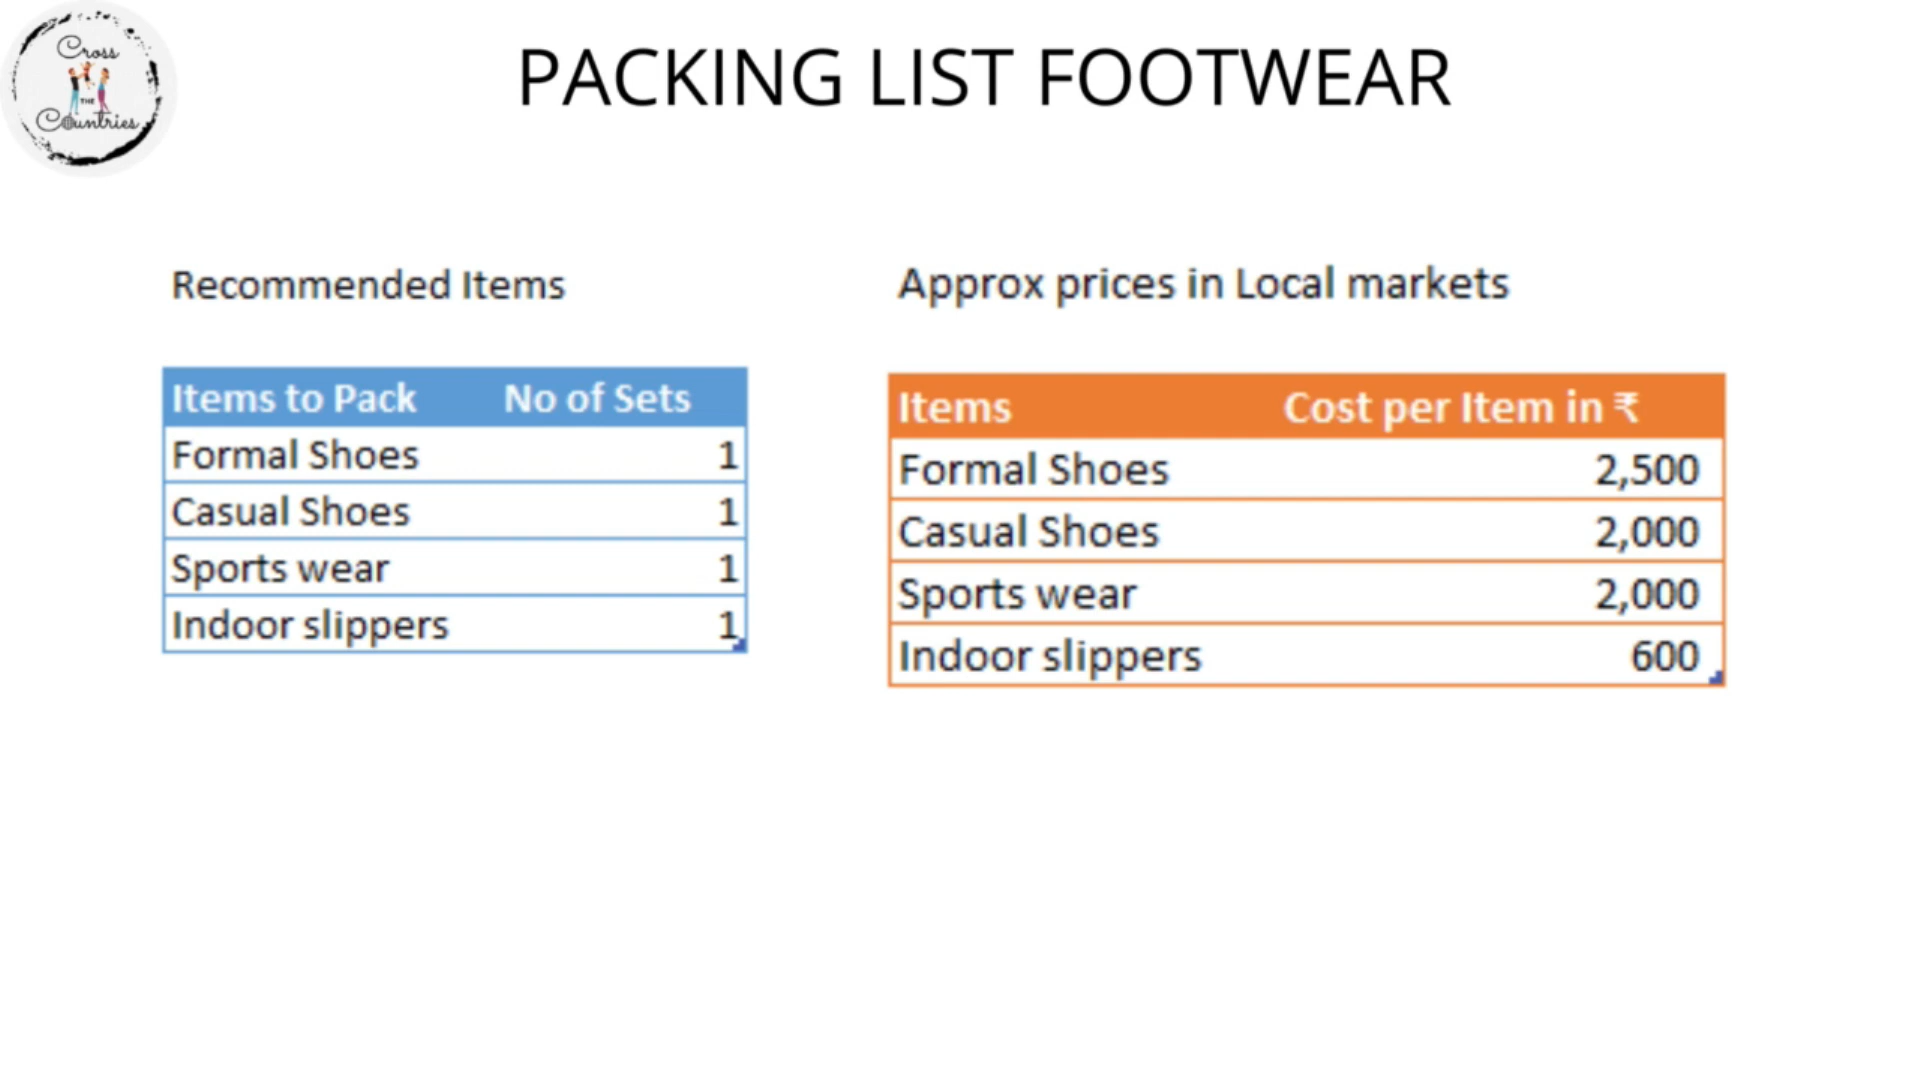 Cross
THE
Countries
PACKING LIST FOOTWEAR
Recommended Items
Items to Pack No of Sets
Formal Shoes 1
Casual Shoes 1
Sports wear 1
Indoor slippers 1
Approx prices in Local markets
Items Cost per Item in ₹
Formal Shoes 2,500
Casual Shoes 2,000
Sports wear 2,000
Indoor slippers 600